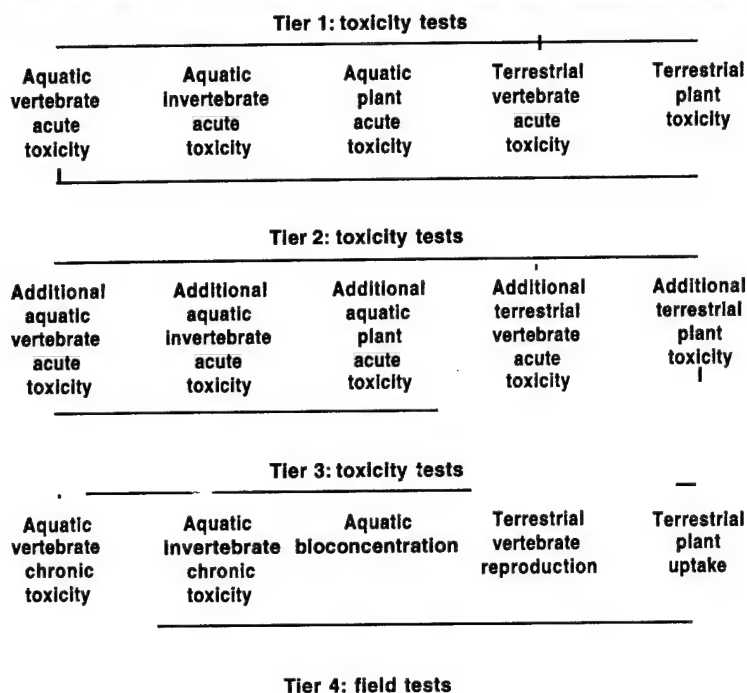 Tier 1: toxicity tests
Aquatic
vertebrate
acute
toxicity
Aquatic
invertebrate
acute
toxicity
Aquatic
plant
acute
toxicity
Terrestrial
vertebrate
acute
toxicity
Terrestrial
plant
toxicity
Tier 2: toxicity tests
Additional
aquatic
vertebrate
acute
toxicity
Additional
aquatic
invertebrate
acute
toxicity
Additional
aquatic
plant
acute
toxicity
Additional
terrestrial
vertebrate
acute
toxicity
Additional
terrestrial
plant
toxicity
Tier 3: toxicity tests
Aquatic
vertebrate
chronic
toxicity
Aquatic
invertebrate
chronic
toxicity
Aquatic
bioconcentration
Terrestrial
vertebrate
reproduction
Terrestrial
plant
uptake
Tier 4: field tests